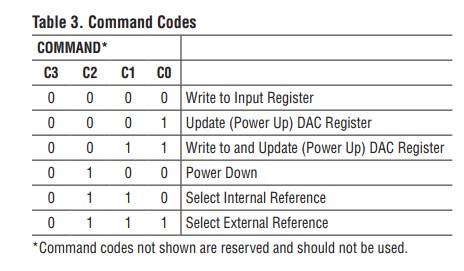 Table 3. Command Codes
COMMAND*
C3 C2 C1 C0
0 0 0 0 Write to Input Register
0 0 0 1 Update (Power Up) DAC Register
0 0 1 1 Write to and Update (Power Up) DAC Register
0 1 0 0 Power Down
0 1 1 0 Select Internal Reference
0 1 1 1 Select External Reference
*Command codes not shown are reserved and should not be used.